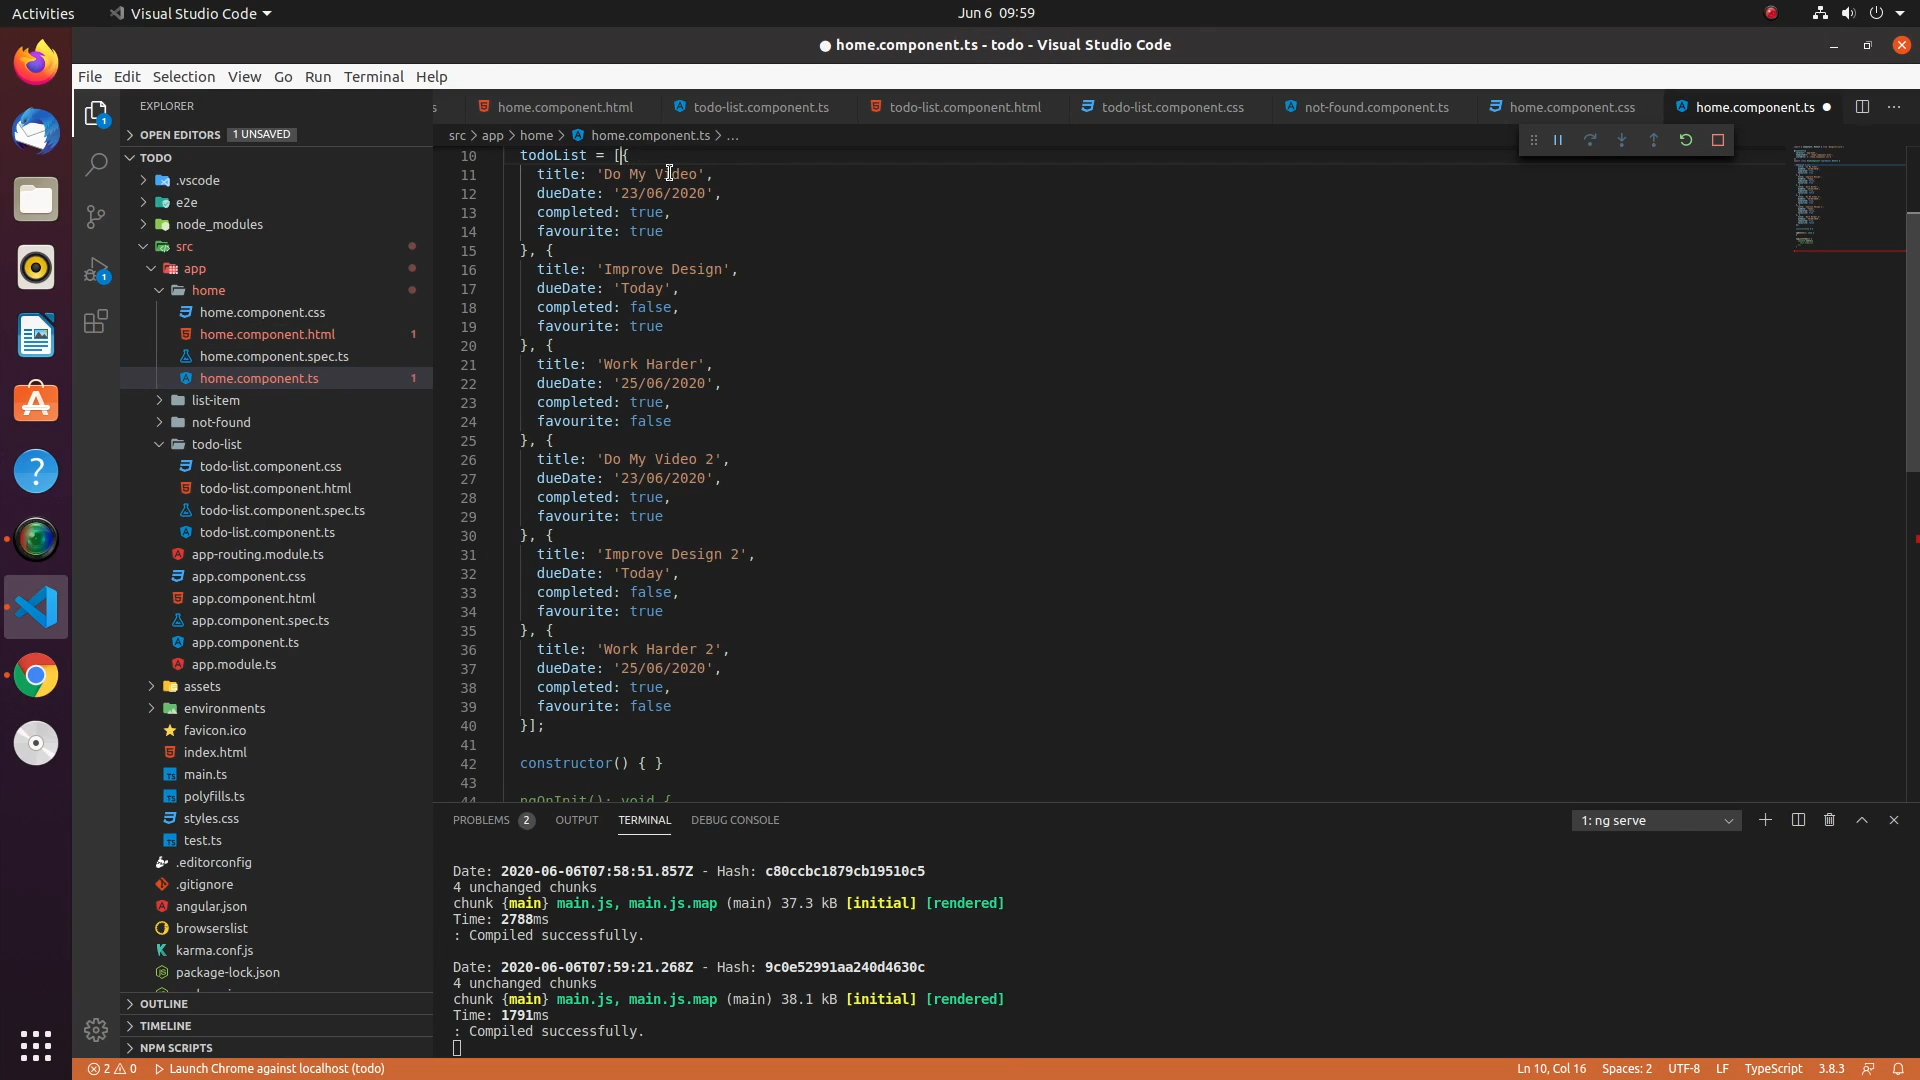 Activities
Visual Studio Code
Jun 6 09:59
● home.component.ts - todo - Visual Studio Code
File Edit Selection View Go Run Terminal Help
EXPLORER
OPEN EDITORS 1 UNSAVED
TODO
.vscode
e2e
node_modules
src
app
home
home.component.css
home.component.html 1
home.component.spec.ts
home.component.ts 1
list-item
not-found
todo-list
todo-list.component.css
todo-list.component.html
todo-list.component.spec.ts
todo-list.component.ts
app-routing.module.ts
app.component.css
app.component.html
app.component.spec.ts
app.component.ts
app.module.ts
assets
environments
favicon.ico
index.html
main.ts
polyfills.ts
styles.css
test.ts
.editorconfig
.gitignore
angular.json
browserslist
karma.conf.js
package-lock.json
OUTLINE
TIMELINE
NPM SCRIPTS
s home.component.html todo-list.component.ts todo-list.component.html todo-list.component.css not-found.component.ts home.component.css home.component.ts ●
src > app > home > home.component.ts > ...
10 todoList = [{
11 title: 'Do My Video',
12 dueDate: '23/06/2020',
13 completed: true,
14 favourite: true
15 }, {
16 title: 'Improve Design',
17 dueDate: 'Today',
18 completed: false,
19 favourite: true
20 }, {
21 title: 'Work Harder',
22 dueDate: '25/06/2020',
23 completed: true,
24 favourite: false
25 }, {
26 title: 'Do My Video 2',
27 dueDate: '23/06/2020',
28 completed: true,
29 favourite: true
30 }, {
31 title: 'Improve Design 2',
32 dueDate: 'Today',
33 completed: false,
34 favourite: true
35 }, {
36 title: 'Work Harder 2',
37 dueDate: '25/06/2020',
38 completed: true,
39 favourite: false
40 }];
41
42 constructor() { }
43
44 ngOnInit(): void {
PROBLEMS 2 OUTPUT TERMINAL DEBUG CONSOLE
1: ng serve
Date: 2020-06-06T07:58:51.857Z - Hash: c80ccbc1879cb19510c5
4 unchanged chunks
chunk {main} main.js, main.js.map (main) 37.3 kB [initial] [rendered]
Time: 2788ms
: Compiled successfully.
Date: 2020-06-06T07:59:21.268Z - Hash: 9c0e52991aa240d4630c
4 unchanged chunks
chunk {main} main.js, main.js.map (main) 38.1 kB [initial] [rendered]
Time: 1791ms
: Compiled successfully.
2 0 Launch Chrome against localhost (todo)
Ln 10, Col 16 Spaces: 2 UTF-8 LF TypeScript 3.8.3